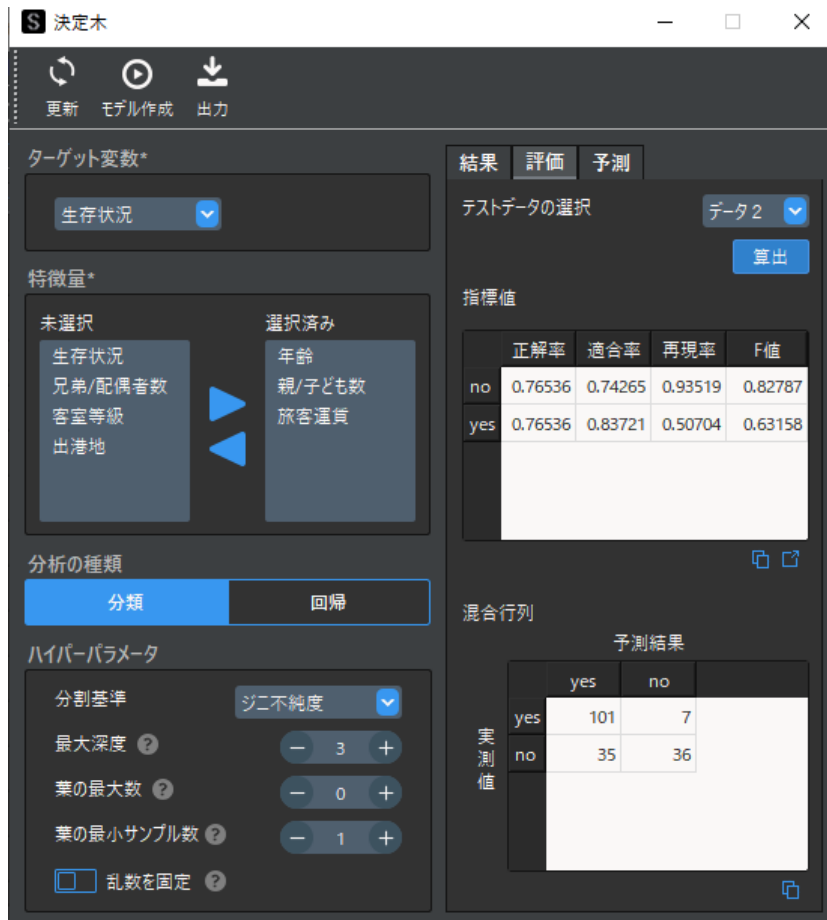 S 決定木
更新 モデル作成 出力
ターゲット変数*
生存状況
特徴量*
未選択 選択済み
生存状況 年齢
兄弟/配偶者数 親/子ども数
客室等級 旅客運賃
出港地
分析の種類
分類 回帰
ハイパーパラメータ
分割基準 ジニ不純度
最大深度 ? − 3 +
葉の最大数 ? − 0 +
葉の最小サンプル数 ? − 1 +
乱数を固定 ?
結果 評価 予測
テストデータの選択 データ2
算出
指標値
正解率 適合率 再現率 F値
no 0.76536 0.74265 0.93519 0.82787
yes 0.76536 0.83721 0.50704 0.63158
混合行列
予測結果
yes no
実測値
yes 101 7
no 35 36